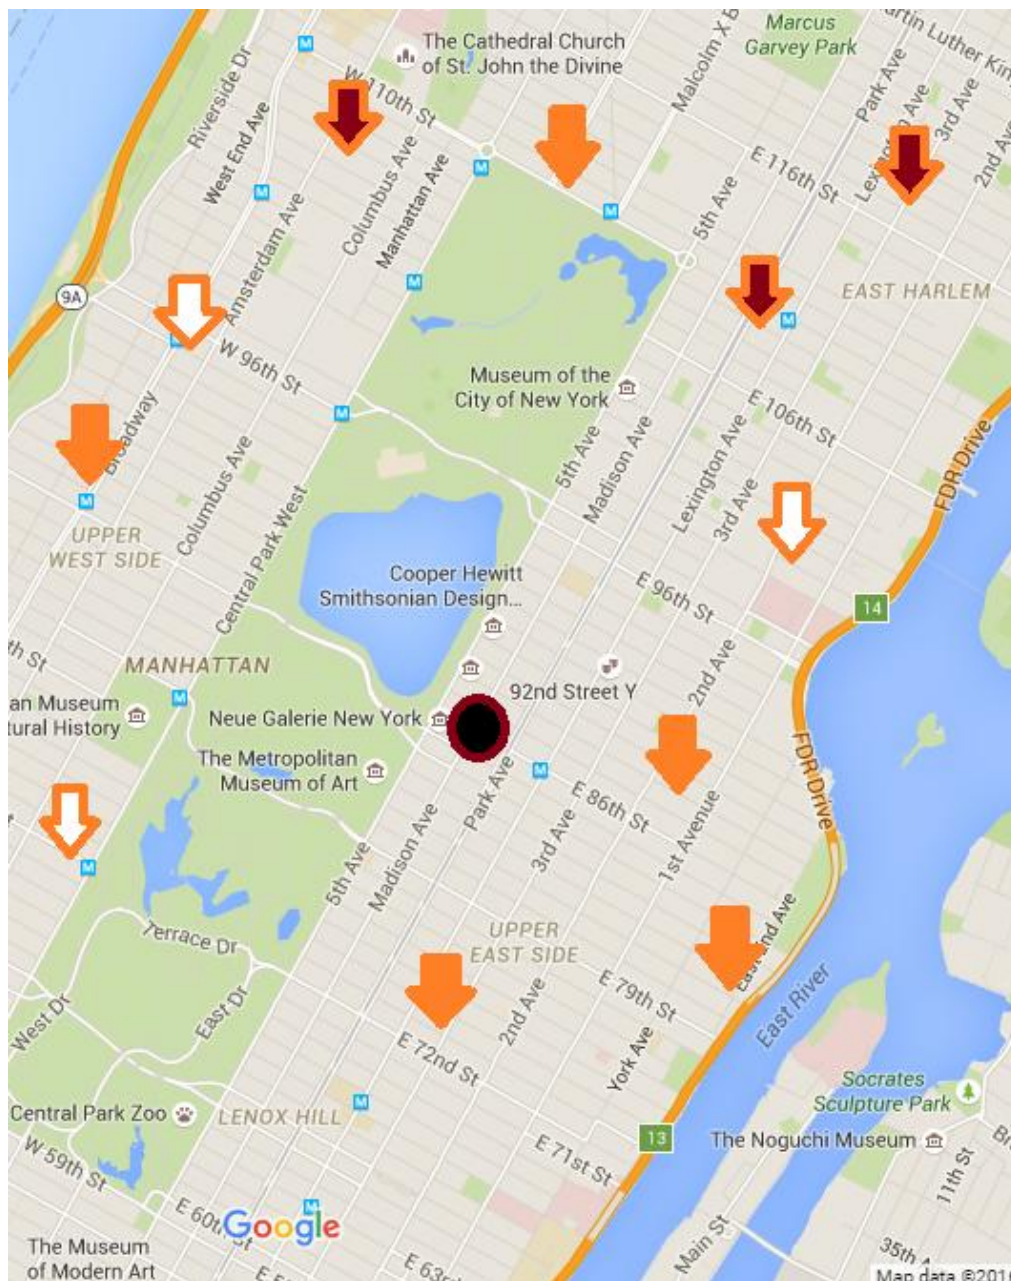 The Cathedral Church
of St. John the Divine
Marcus
Garvey Park
Malcolm X B
Riverside Dr
West End Ave
W 110th St
Columbus Ave
Manhattan Ave
Amsterdam Ave
5th Ave
Park Ave
3rd Ave
2nd Ave
E 116th St
9A
EAST HARLEM
W 96th St
Museum of the
City of New York
E 106th St
Broadway
Columbus Ave
Central Park West
5th Ave
Madison Ave
Lexington Ave
3rd Ave
FDR Drive
UPPER
WEST SIDE
Cooper Hewitt
Smithsonian Design...
E 96th St
14
MANHATTAN
92nd Street Y
2nd Ave
an Museum
tural History
Neue Galerie New York
The Metropolitan
Museum of Art
FDR Drive
Park Ave
E 86th St
Madison Ave
3rd Ave
1st Avenue
5th Ave
Terrace Dr
UPPER
EAST SIDE
East End Ave
E 79th St
East River
West Dr
East Dr
2nd Ave
E 72nd St
York Ave
Socrates
Sculpture Park
Central Park Zoo
LENOX HILL
13
The Noguchi Museum
W 59th St
E 71st St
11th St
E 60th St
Google
Main St
The Museum
of Modern Art
E 63rd
35th A
Map data ©2016